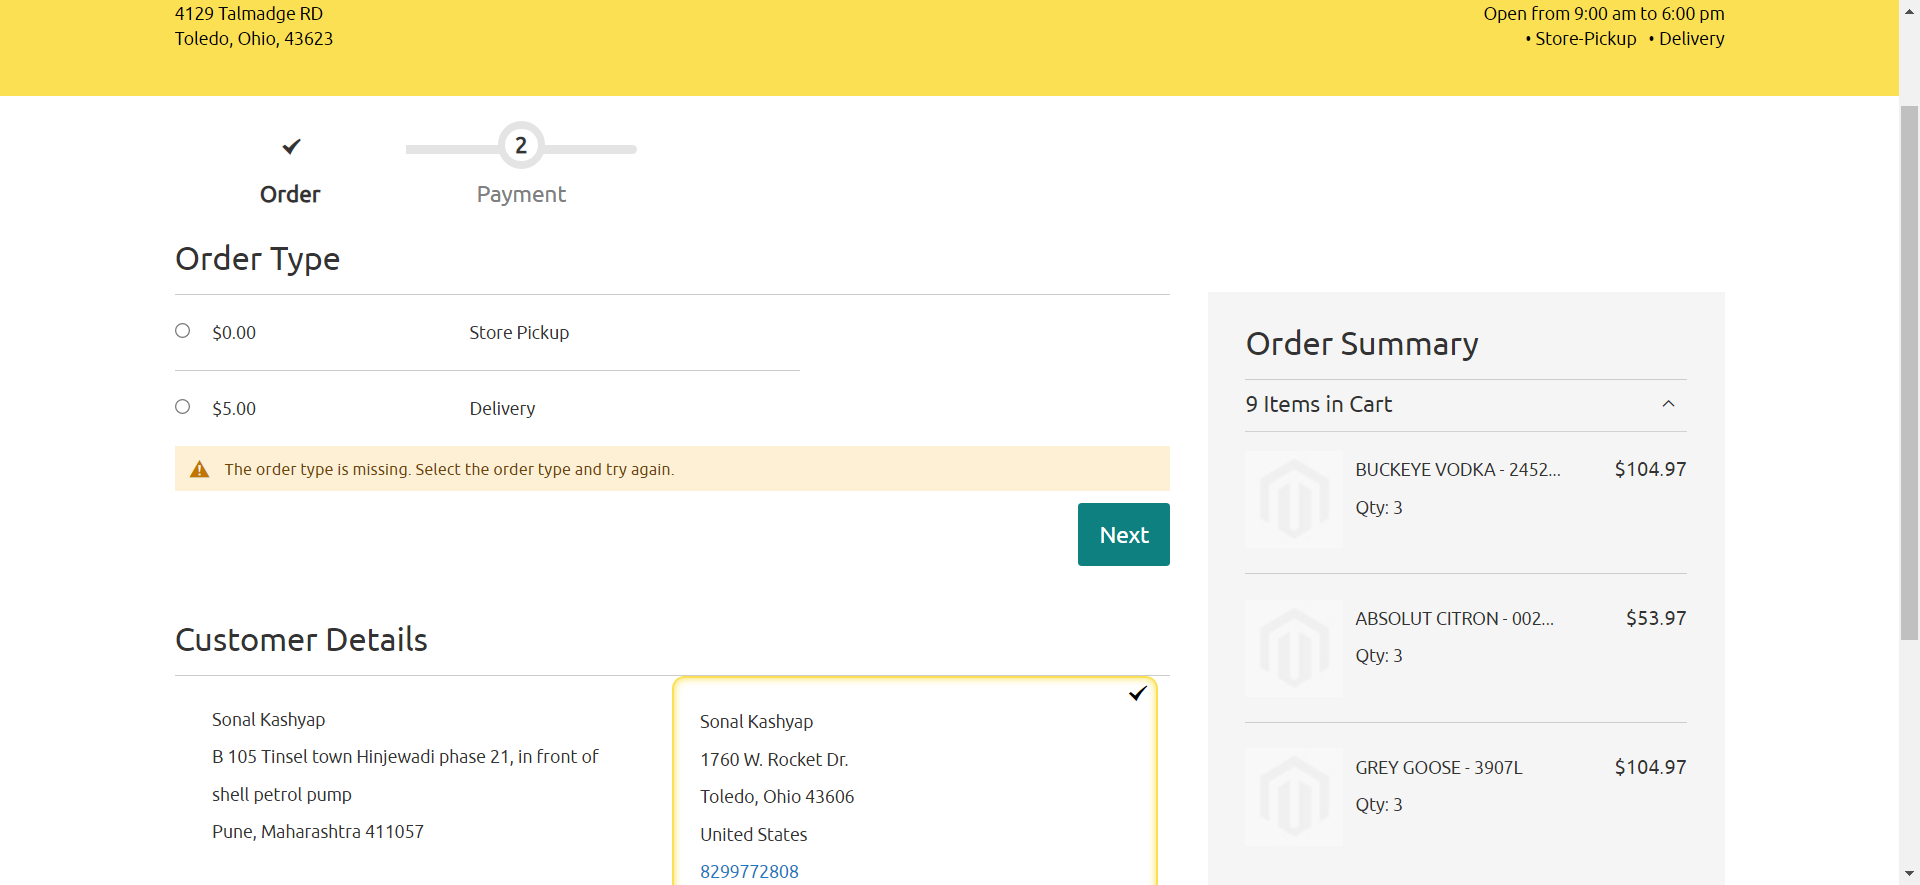 4129 Talmadge RD
Toledo, Ohio, 43623
Open from 9:00 am to 6:00 pm
• Store-Pickup • Delivery
Order
2
Payment
Order Type
$0.00 Store Pickup
$5.00 Delivery
The order type is missing. Select the order type and try again.
Next
Customer Details
Sonal Kashyap
B 105 Tinsel town Hinjewadi phase 21, in front of
shell petrol pump
Pune, Maharashtra 411057
Sonal Kashyap
1760 W. Rocket Dr.
Toledo, Ohio 43606
United States
8299772808
Order Summary
9 Items in Cart
BUCKEYE VODKA - 2452... $104.97
Qty: 3
ABSOLUT CITRON - 002... $53.97
Qty: 3
GREY GOOSE - 3907L $104.97
Qty: 3